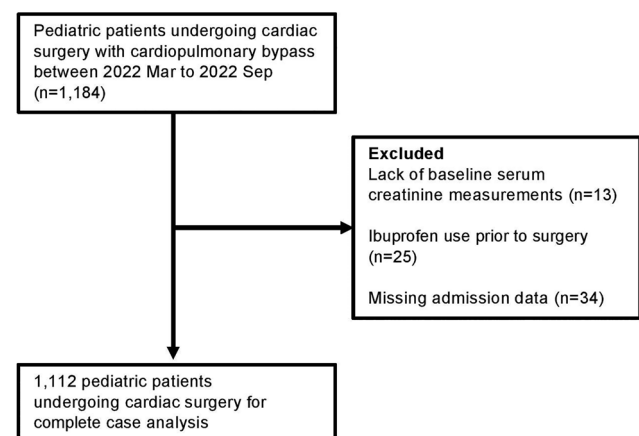 Pediatric patients undergoing cardiac
surgery with cardiopulmonary bypass
between 2022 Mar to 2022 Sep
(n=1,184)
Excluded
Lack of baseline serum
creatinine measurements (n=13)
Ibuprofen use prior to surgery
(n=25)
Missing admission data (n=34)
1,112 pediatric patients
undergoing cardiac surgery for
complete case analysis